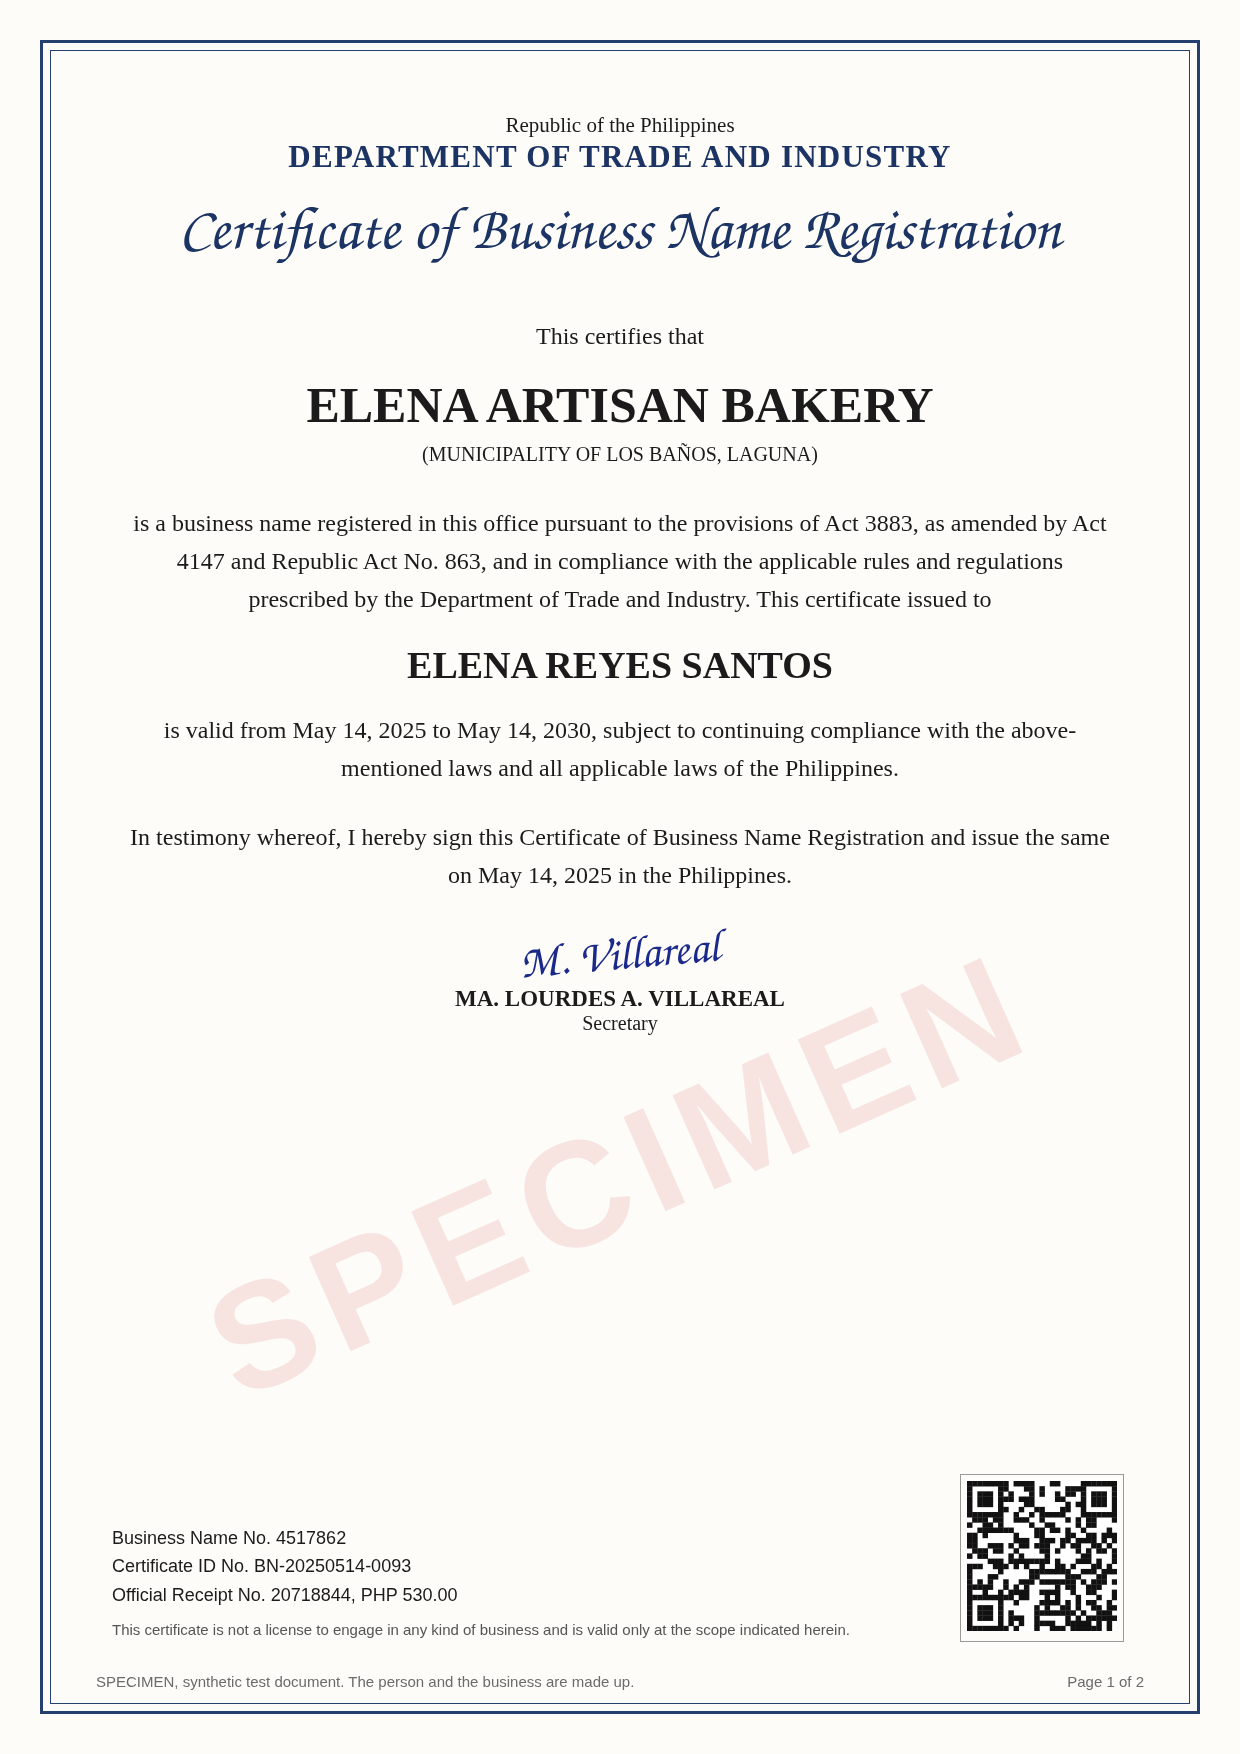 Republic of the Philippines
DEPARTMENT OF TRADE AND INDUSTRY
Certificate of Business Name Registration
This certifies that
ELENA ARTISAN BAKERY
(MUNICIPALITY OF LOS BAÑOS, LAGUNA)
is a business name registered in this office pursuant to the provisions of Act 3883, as amended by Act
4147 and Republic Act No. 863, and in compliance with the applicable rules and regulations
prescribed by the Department of Trade and Industry. This certificate issued to
ELENA REYES SANTOS
is valid from May 14, 2025 to May 14, 2030, subject to continuing compliance with the above-
mentioned laws and all applicable laws of the Philippines.
In testimony whereof, I hereby sign this Certificate of Business Name Registration and issue the same
on May 14, 2025 in the Philippines.
M. Villareal
MA. LOURDES A. VILLAREAL
Secretary
SPECIMEN
Business Name No. 4517862
Certificate ID No. BN-20250514-0093
Official Receipt No. 20718844, PHP 530.00
This certificate is not a license to engage in any kind of business and is valid only at the scope indicated herein.
SPECIMEN, synthetic test document. The person and the business are made up.
Page 1 of 2